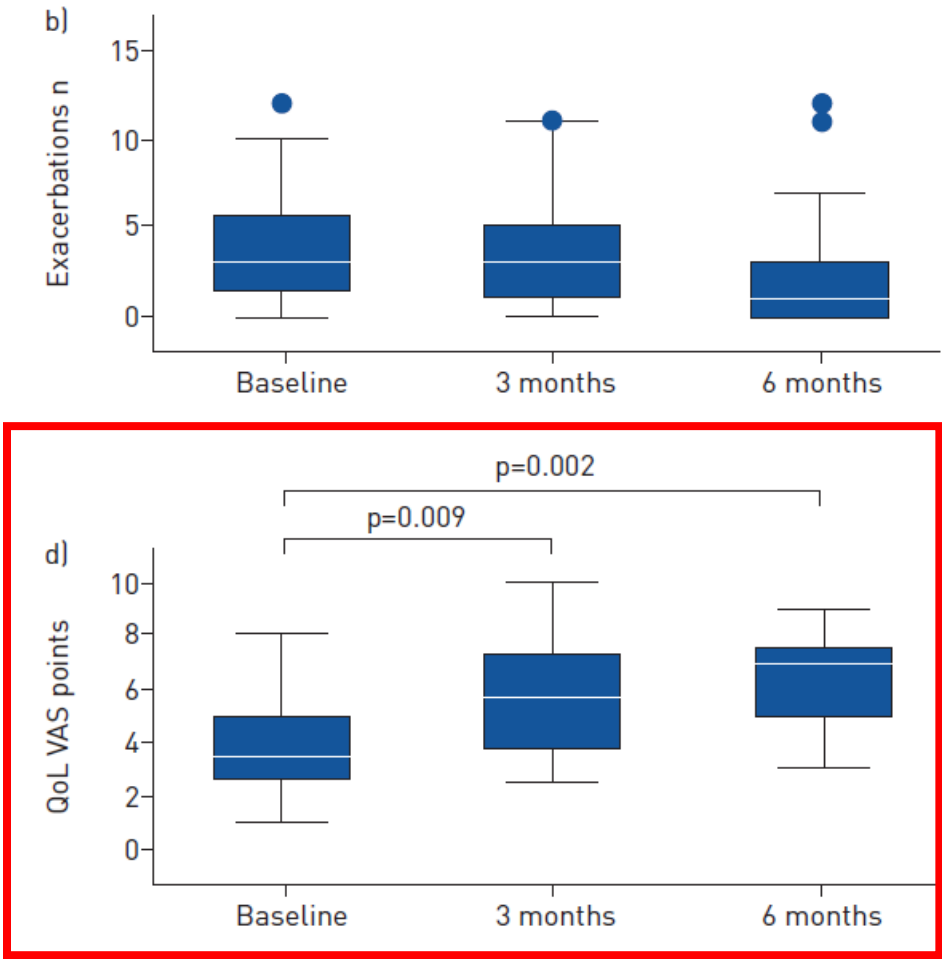 b)
Exacerbations n
15
10
5
0
Baseline 3 months 6 months
p=0.002
p=0.009
d)
QoL VAS points
10
8
6
4
2
0
Baseline 3 months 6 months